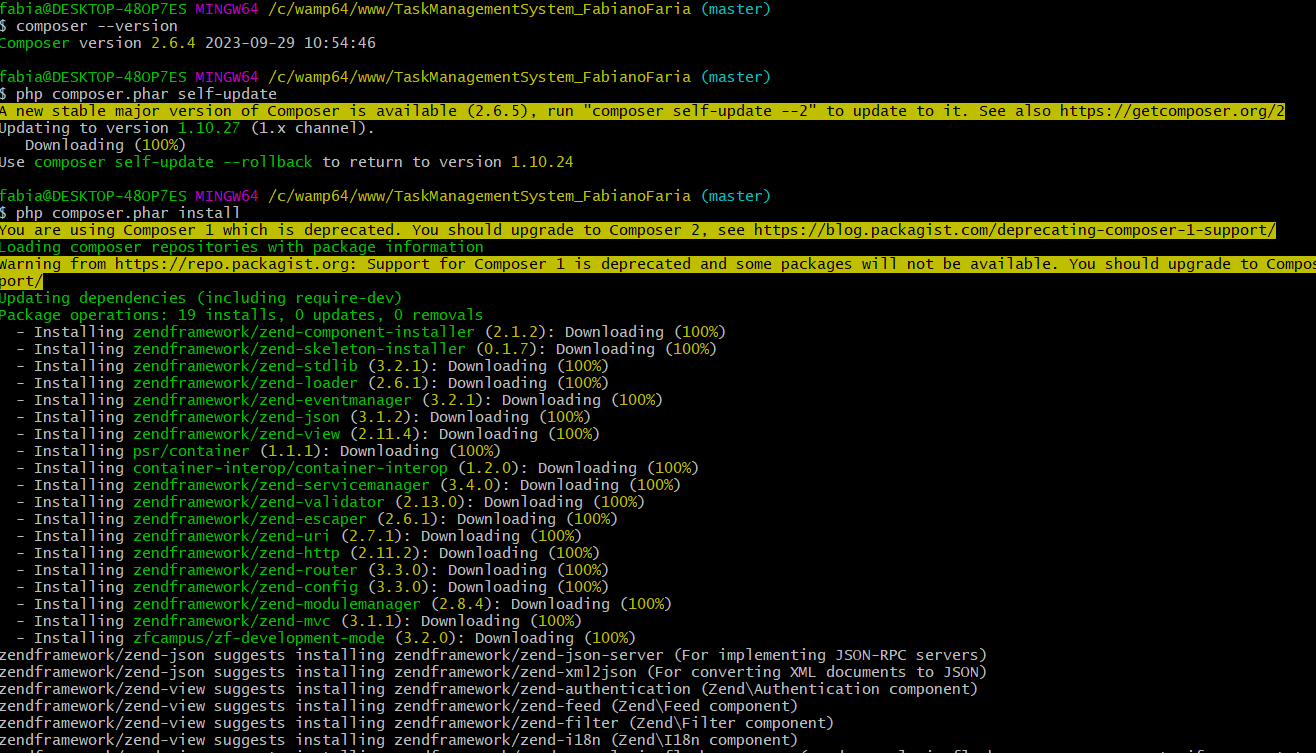 fabia@DESKTOP-48OP7ES MINGW64 /c/wamp64/www/TaskManagementSystem_FabianoFaria (master)
$ composer --version
Composer version 2.6.4 2023-09-29 10:54:46
fabia@DESKTOP-48OP7ES MINGW64 /c/wamp64/www/TaskManagementSystem_FabianoFaria (master)
$ php composer.phar self-update
A new stable major version of Composer is available (2.6.5), run "composer self-update --2" to update to it. See also https://getcomposer.org/2
Updating to version 1.10.27 (1.x channel).
Downloading (100%)
Use composer self-update --rollback to return to version 1.10.24
fabia@DESKTOP-48OP7ES MINGW64 /c/wamp64/www/TaskManagementSystem_FabianoFaria (master)
$ php composer.phar install
You are using Composer 1 which is deprecated. You should upgrade to Composer 2, see https://blog.packagist.com/deprecating-composer-1-support/
Loading composer repositories with package information
Warning from https://repo.packagist.org: Support for Composer 1 is deprecated and some packages will not be available. You should upgrade to Compos
port/
Updating dependencies (including require-dev)
Package operations: 19 installs, 0 updates, 0 removals
- Installing zendframework/zend-component-installer (2.1.2): Downloading (100%)
- Installing zendframework/zend-skeleton-installer (0.1.7): Downloading (100%)
- Installing zendframework/zend-stdlib (3.2.1): Downloading (100%)
- Installing zendframework/zend-loader (2.6.1): Downloading (100%)
- Installing zendframework/zend-eventmanager (3.2.1): Downloading (100%)
- Installing zendframework/zend-json (3.1.2): Downloading (100%)
- Installing zendframework/zend-view (2.11.4): Downloading (100%)
- Installing psr/container (1.1.1): Downloading (100%)
- Installing container-interop/container-interop (1.2.0): Downloading (100%)
- Installing zendframework/zend-servicemanager (3.4.0): Downloading (100%)
- Installing zendframework/zend-validator (2.13.0): Downloading (100%)
- Installing zendframework/zend-escaper (2.6.1): Downloading (100%)
- Installing zendframework/zend-uri (2.7.1): Downloading (100%)
- Installing zendframework/zend-http (2.11.2): Downloading (100%)
- Installing zendframework/zend-router (3.3.0): Downloading (100%)
- Installing zendframework/zend-config (3.3.0): Downloading (100%)
- Installing zendframework/zend-modulemanager (2.8.4): Downloading (100%)
- Installing zendframework/zend-mvc (3.1.1): Downloading (100%)
- Installing zfcampus/zf-development-mode (3.2.0): Downloading (100%)
zendframework/zend-json suggests installing zendframework/zend-json-server (For implementing JSON-RPC servers)
zendframework/zend-json suggests installing zendframework/zend-xml2json (For converting XML documents to JSON)
zendframework/zend-view suggests installing zendframework/zend-authentication (Zend\Authentication component)
zendframework/zend-view suggests installing zendframework/zend-feed (Zend\Feed component)
zendframework/zend-view suggests installing zendframework/zend-filter (Zend\Filter component)
zendframework/zend-view suggests installing zendframework/zend-i18n (Zend\I18n component)